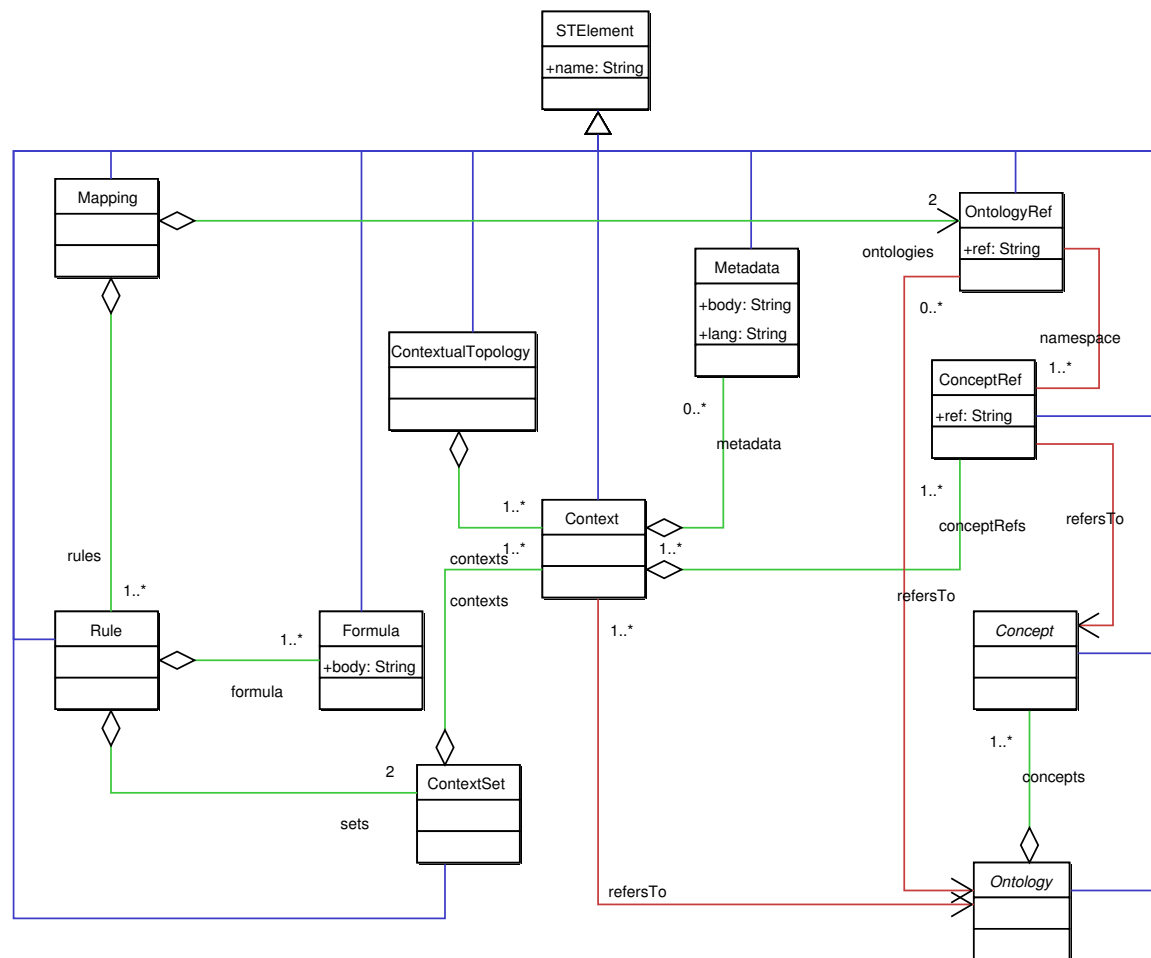 STElement
+name: String
Mapping
2
OntologyRef
+ref: String
ontologies
Metadata
+body: String
+lang: String
0..*
namespace
ContextualTopology
1..*
ConceptRef
+ref: String
0..*
metadata
1..*
conceptRefs
refersTo
1..*
Context
contexts
1..*
1..*
contexts
rules
1..*
refersTo
Rule
1..*
Formula
+body: String
formula
1..*
Concept
1..*
concepts
2
ContextSet
sets
refersTo
Ontology